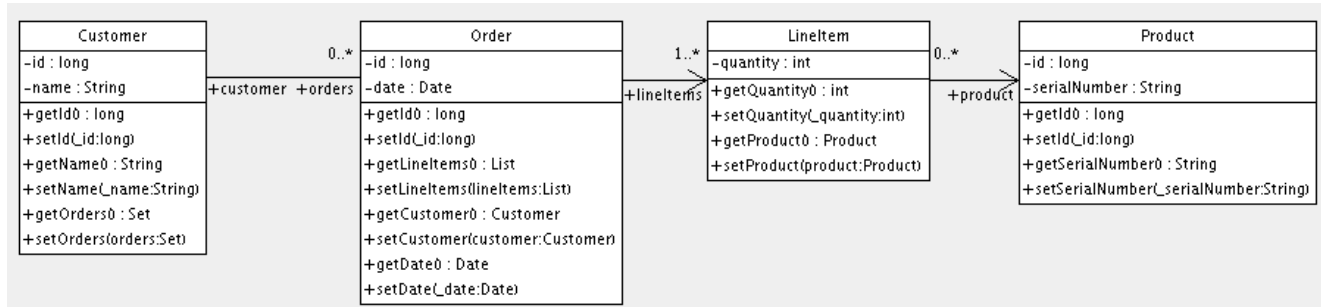 Customer
-id : long
-name : String
+getId() : long
+setId(_id:long)
+getName() : String
+setName(_name:String)
+getOrders() : Set
+setOrders(orders:Set)
0..*
+customer +orders
Order
-id : long
-date : Date
+getId() : long
+setId(_id:long)
+getLineItems() : List
+setLineItems(lineItems:List)
+getCustomer() : Customer
+setCustomer(customer:Customer)
+getDate() : Date
+setDate(_date:Date)
1..*
+lineItems
LineItem
-quantity : int
+getQuantity() : int
+setQuantity(_quantity:int)
+getProduct() : Product
+setProduct(product:Product)
0..*
+product
Product
-id : long
-serialNumber : String
+getId() : long
+setId(_id:long)
+getSerialNumber() : String
+setSerialNumber(_serialNumber:String)